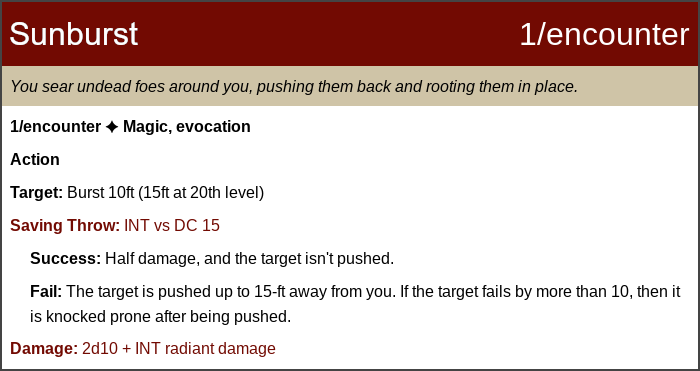 Sunburst 1/encounter
You sear undead foes around you, pushing them back and rooting them in place.
1/encounter ✦ Magic, evocation
Action
Target: Burst 10ft (15ft at 20th level)
Saving Throw: INT vs DC 15
Success: Half damage, and the target isn't pushed.
Fail: The target is pushed up to 15-ft away from you. If the target fails by more than 10, then it
is knocked prone after being pushed.
Damage: 2d10 + INT radiant damage